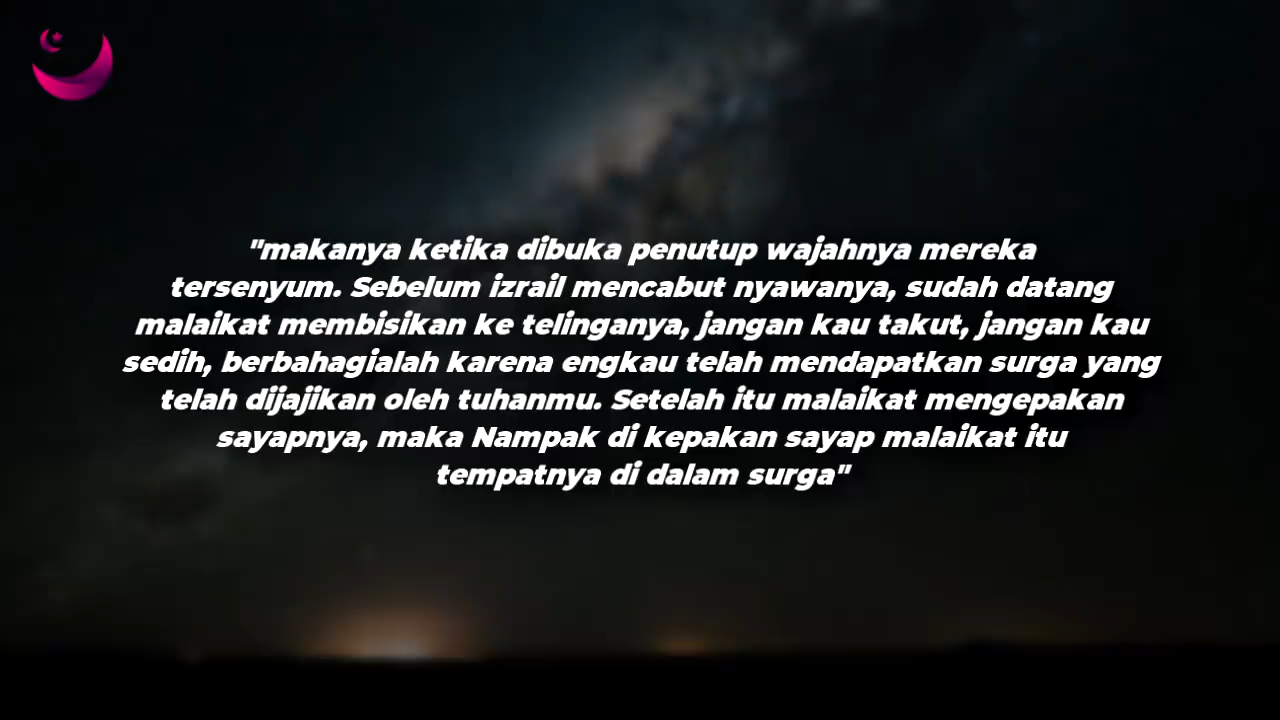 "makanya ketika dibuka penutup wajahnya mereka
tersenyum. Sebelum izrail mencabut nyawanya, sudah datang
malaikat membisikan ke telinganya, jangan kau takut, jangan kau
sedih, berbahagialah karena engkau telah mendapatkan surga yang
telah dijajikan oleh tuhanmu. Setelah itu malaikat mengepakan
sayapnya, maka Nampak di kepakan sayap malaikat itu
tempatnya di dalam surga"